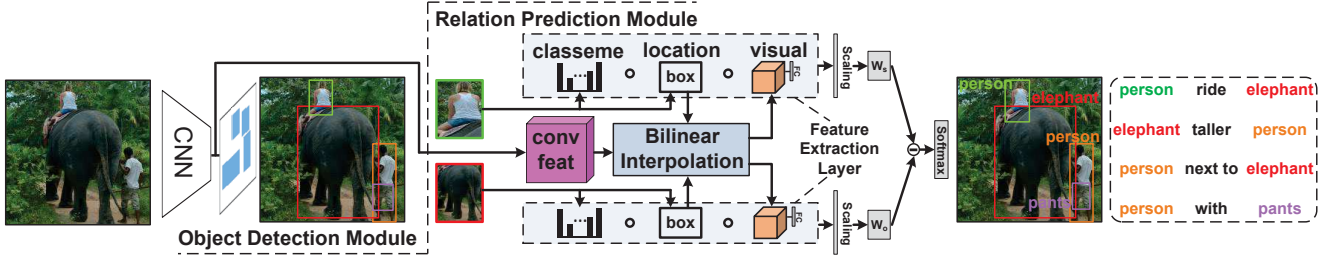 Relation Prediction Module
classeme
location
visual
...
box
FC
Scaling
Ws
CNN
conv
feat
Bilinear
Interpolation
Feature
Extraction
Layer
Softmax
...
box
FC
Scaling
Wo
Object Detection Module
person
elephant
person
pants
person ride elephant
elephant taller person
person next to elephant
person with pants